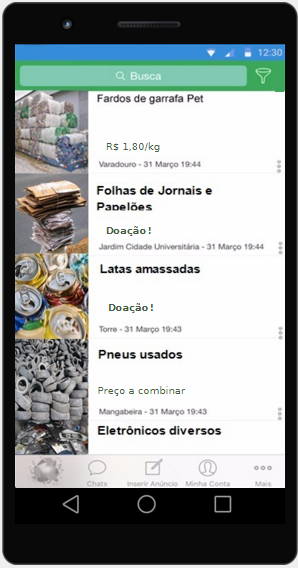 12:30
Busca
Fardos de garrafa Pet
R$ 1,80/kg
Varadouro - 31 Março 19:44
Folhas de Jornais e
Papelões
Doação!
Jardim Cidade Universitária - 31 Março 19:44
Latas amassadas
Doação!
Torre - 31 Março 19:43
Pneus usados
Preço a combinar
Mangabeira - 31 Março 19:43
Eletrônicos diversos
Chats Inserir Anúncio Minha Conta Mais